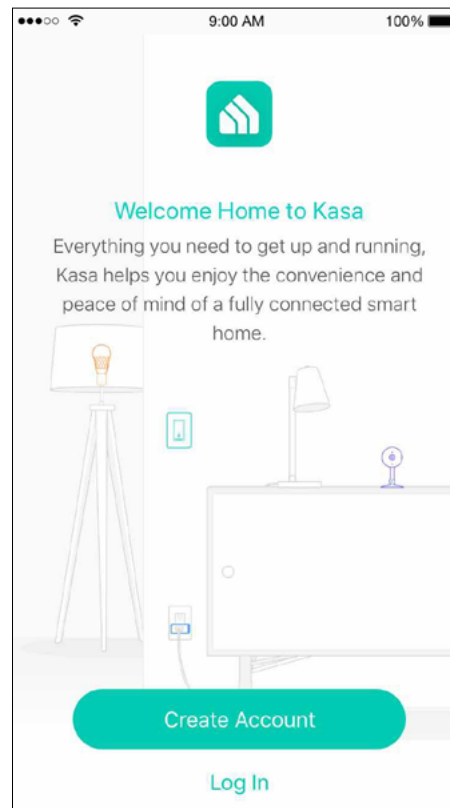 9:00 AM 100%
Welcome Home to Kasa
Everything you need to get up and running,
Kasa helps you enjoy the convenience and
peace of mind of a fully connected smart
home.
Create Account
Log In